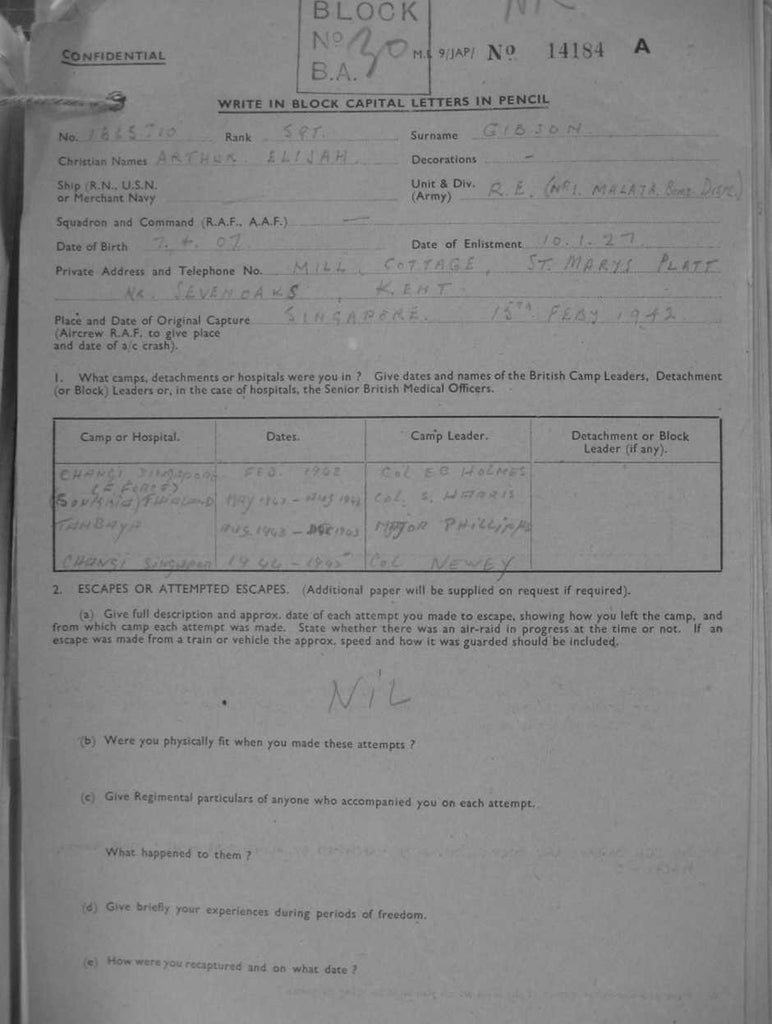 BLOCK
No 20
B.A.
CONFIDENTIAL
M.I. 9/JAP/ No 14184 A
WRITE IN BLOCK CAPITAL LETTERS IN PENCIL
No. Rank SGT. Surname GIBSON
Christian Names ARTHUR ELIJAH Decorations –
Ship (R.N., U.S.N. or Merchant Navy
Unit & Div. (Army) R.E. (No 1. MALAYA BOMB DISP.)
Squadron and Command (R.A.F., A.A.F.) —
Date of Birth 7. 4. 07 Date of Enlistment 10. 1. 27
Private Address and Telephone No. MILL COTTAGE, ST. MARYS PLATT
NR. SEVENOAKS, KENT
Place and Date of Original Capture SINGAPORE. 15TH FEBY 1942
(Aircrew R.A.F. to give place
and date of a/c crash).
1. What camps, detachments or hospitals were you in ? Give dates and names of the British Camp Leaders, Detachment
(or Block) Leaders or, in the case of hospitals, the Senior British Medical Officers.
Camp or Hospital. Dates. Camp Leader. Detachment or Block
Leader (if any).
CHANGI SINGAPORE FEB. 1942 COL E B HOLMES
(F FORCE)
(SONKRAI) THAILAND MAY 1943 – AUG 1943 COL. S. HARRIS
TANBAYA AUG. 1943 – DEC 1943 MAJOR PHILLIPS
CHANGI SINGAPORE 1944 – 1945 COL NEWEY
2. ESCAPES OR ATTEMPTED ESCAPES. (Additional paper will be supplied on request if required).
(a) Give full description and approx. date of each attempt you made to escape, showing how you left the camp, and
from which camp each attempt was made. State whether there was an air-raid in progress at the time or not. If an
escape was made from a train or vehicle the approx. speed and how it was guarded should be included.
NIL
(b) Were you physically fit when you made these attempts ?
(c) Give Regimental particulars of anyone who accompanied you on each attempt.
What happened to them ?
(d) Give briefly your experiences during periods of freedom.
(e) How were you recaptured and on what date ?